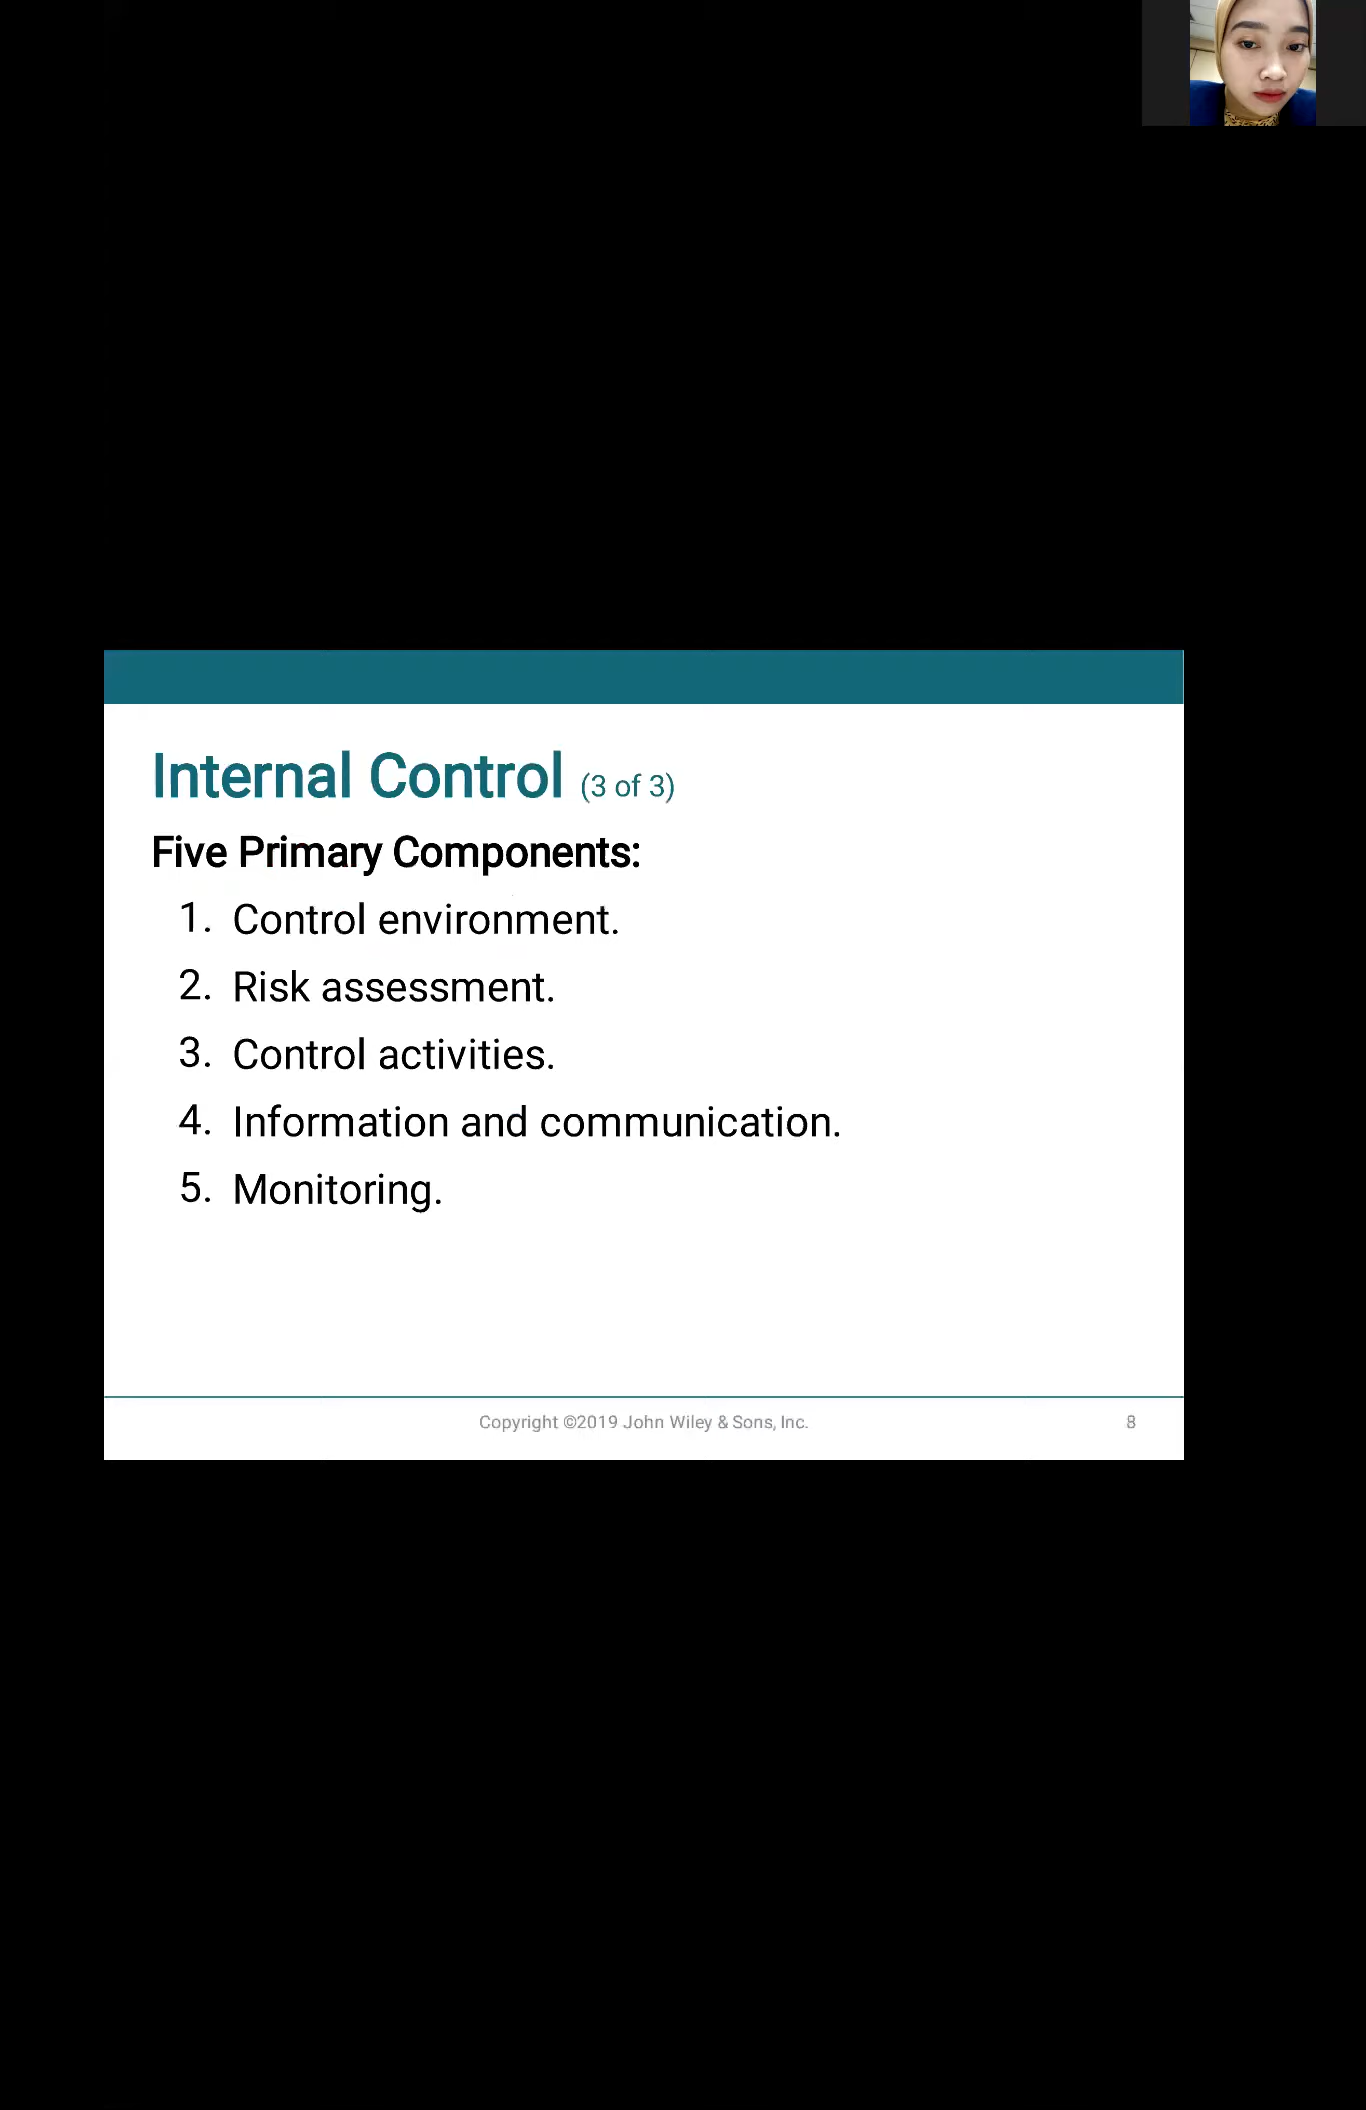 Internal Control (3 of 3)
Five Primary Components:
1. Control environment.
2. Risk assessment.
3. Control activities.
4. Information and communication.
5. Monitoring.
Copyright ©2019 John Wiley & Sons, Inc.
8